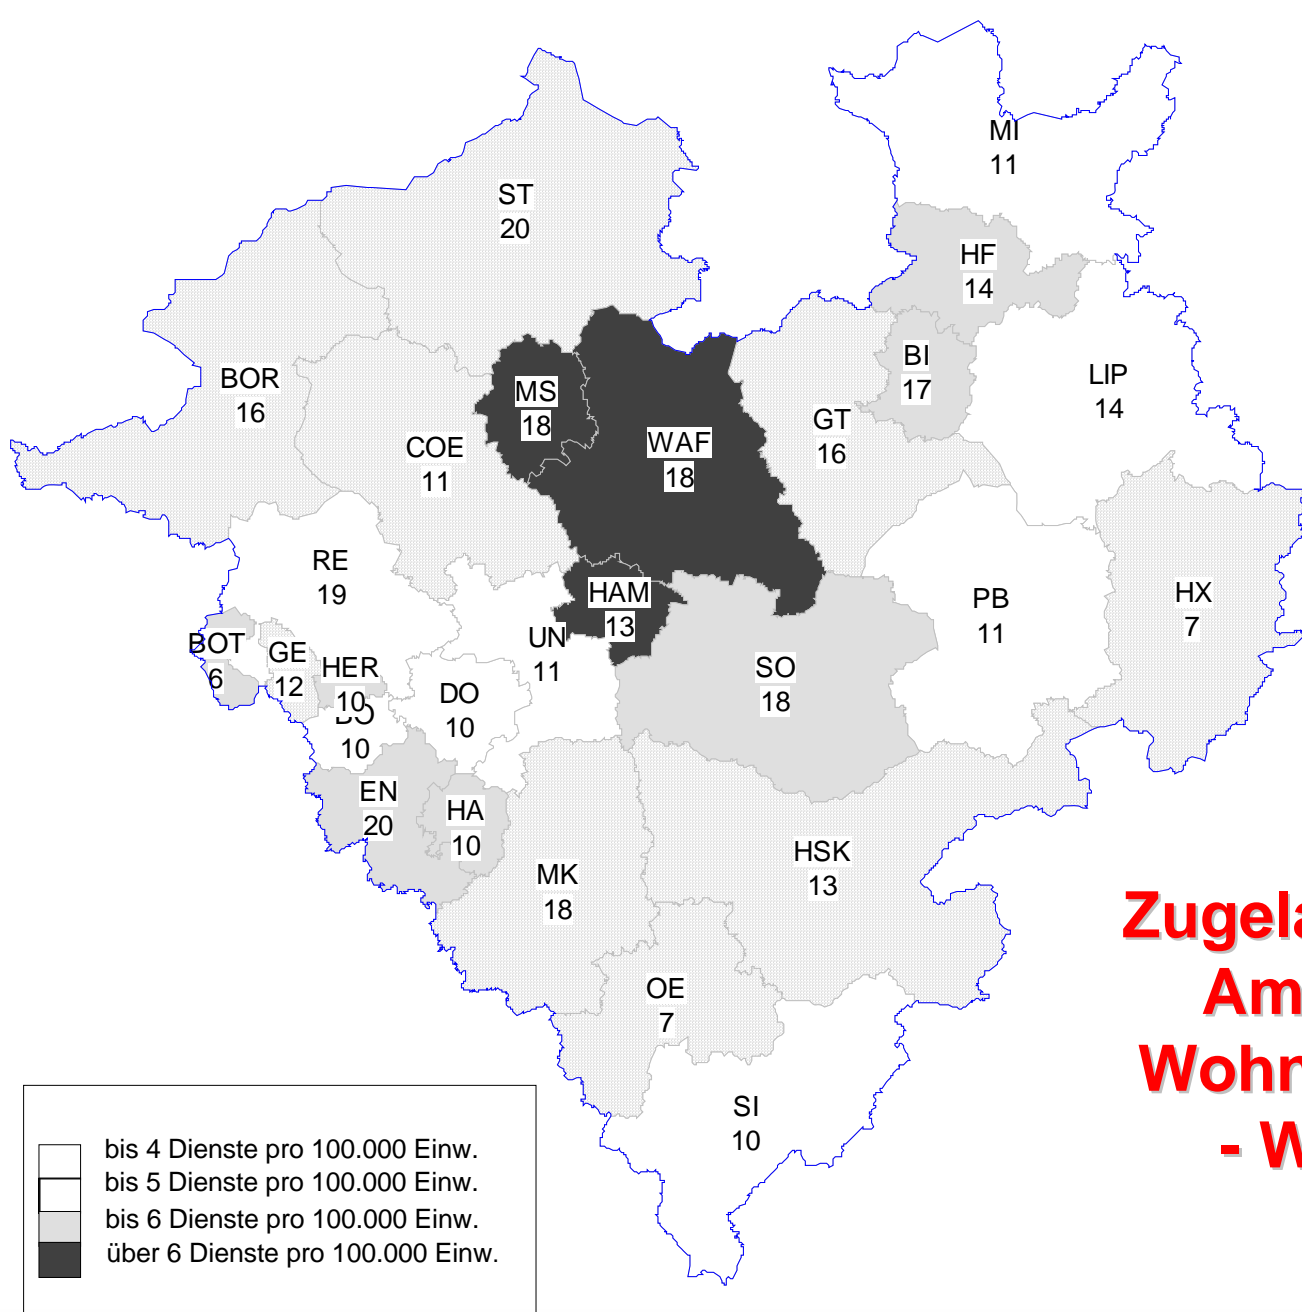 MI
11
ST
20
HF
14
BI
17
LIP
14
BOR
16
MS
18
GT
16
COE
11
WAF
18
RE
19
HAM
13
PB
11
HX
7
UN
11
BOT
6
GE
12
HER
10
SO
18
DO
10
BO
10
EN
20
HA
10
HSK
13
MK
18
OE
7
SI
10
Zugela
Am
Wohn
- W
bis 4 Dienste pro 100.000 Einw.
bis 5 Dienste pro 100.000 Einw.
bis 6 Dienste pro 100.000 Einw.
über 6 Dienste pro 100.000 Einw.